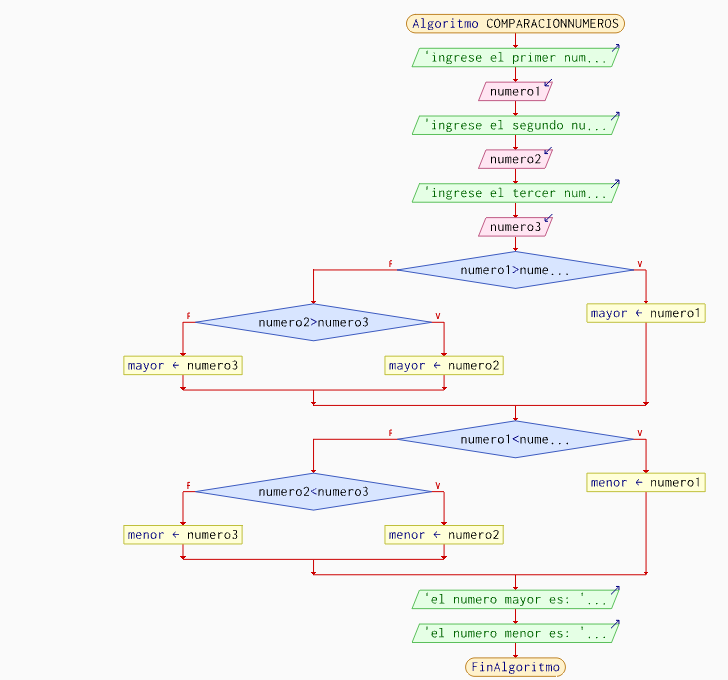 Algoritmo COMPARACIONNUMEROS
'ingrese el primer num...
numero1
'ingrese el segundo nu...
numero2
'ingrese el tercer num...
numero3
F
numero1>nume...
V
F
numero2>numero3
V
mayor ← numero1
mayor ← numero3
mayor ← numero2
F
numero1<nume...
V
F
numero2<numero3
V
menor ← numero1
menor ← numero3
menor ← numero2
'el numero mayor es: '...
'el numero menor es: '...
FinAlgoritmo